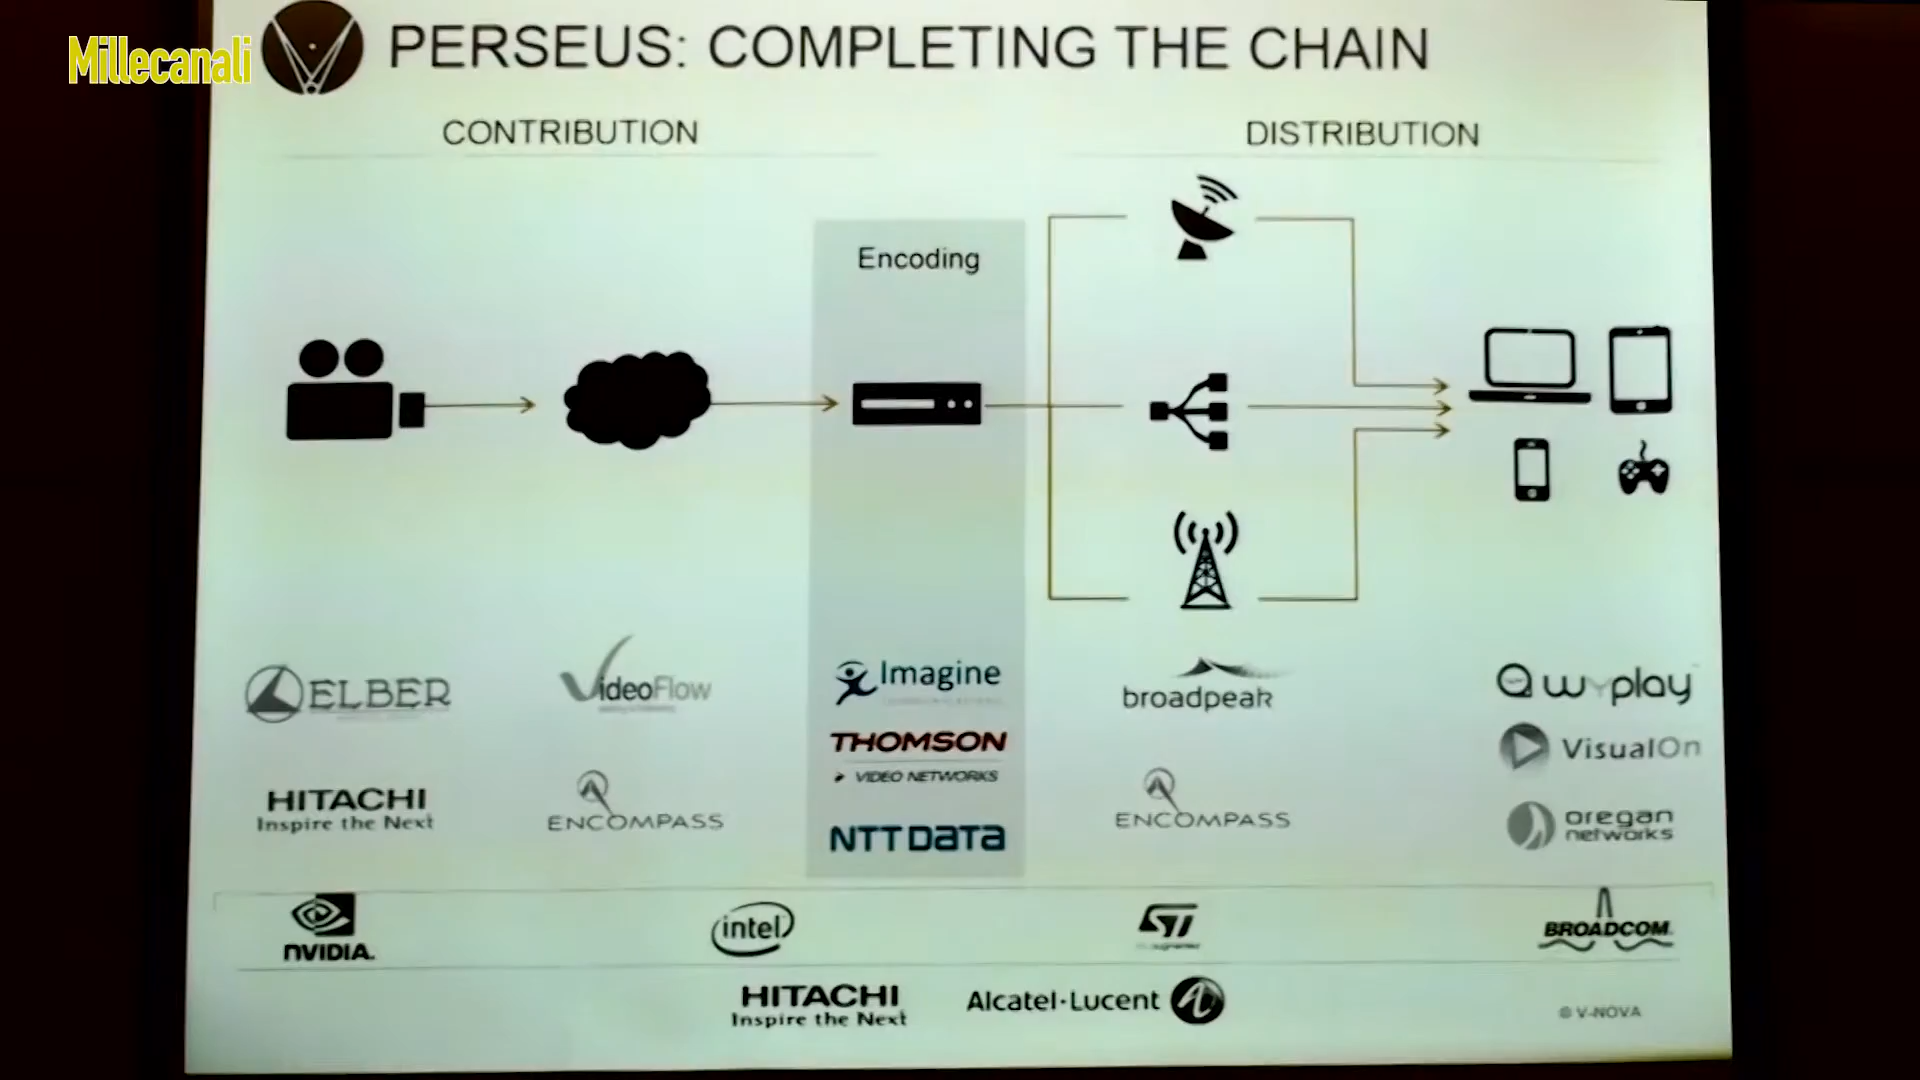 Millecanali
PERSEUS: COMPLETING THE CHAIN
CONTRIBUTION
DISTRIBUTION
Encoding
ELBER
VideoFlow
Imagine
broadpeak
wyplay
THOMSON
VIDEO NETWORKS
VisualOn
HITACHI
Inspire the Next
ENCOMPASS
NTT DATA
ENCOMPASS
oregan
networks
NVIDIA.
intel
ST
BROADCOM.
HITACHI
Inspire the Next
Alcatel·Lucent
© V-NOVA